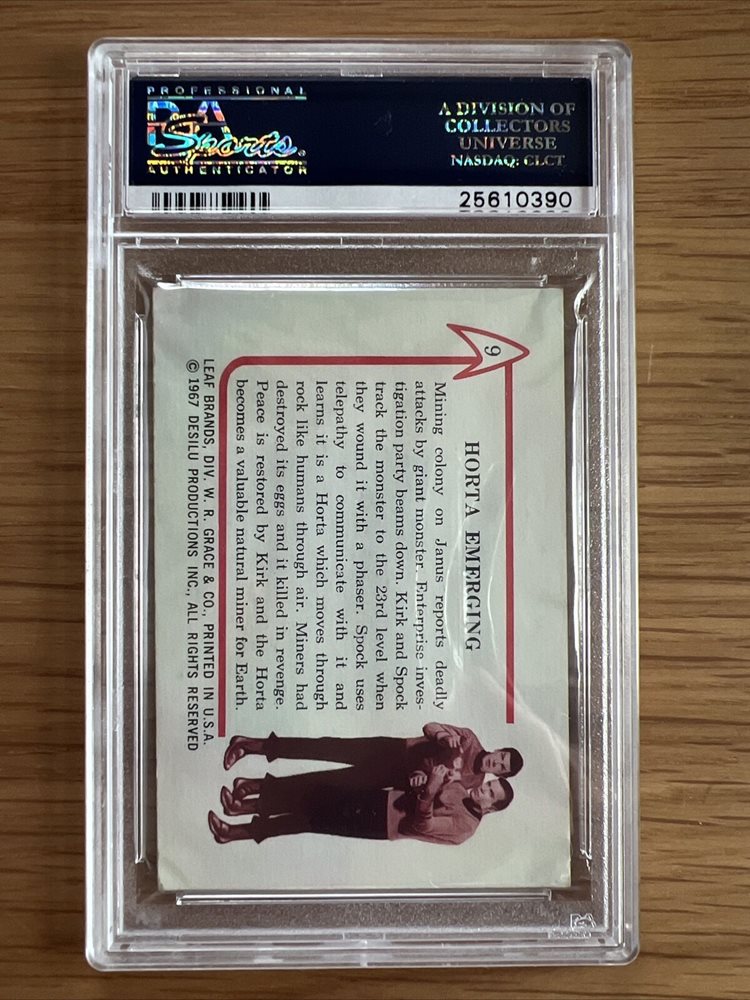 PROFESSIONAL
PSA
Sports
AUTHENTICATOR
A DIVISION OF
COLLECTORS
UNIVERSE
NASDAQ: CLCT
25610390
9
HORTA EMERGING
Mining colony on Janus reports deadly
attacks by giant monster. Enterprise inves-
tigation party beams down. Kirk and Spock
track the monster to the 23rd level when
they wound it with a phaser. Spock uses
telepathy to communicate with it and
learns it is a Horta which moves through
rock like humans through air. Miners had
destroyed its eggs and it killed in revenge.
Peace is restored by Kirk and the Horta
becomes a valuable natural miner for Earth.
LEAF BRANDS, DIV. W. R. GRACE & CO., PRINTED IN U.S.A.
© 1967 DESILU PRODUCTIONS INC., ALL RIGHTS RESERVED